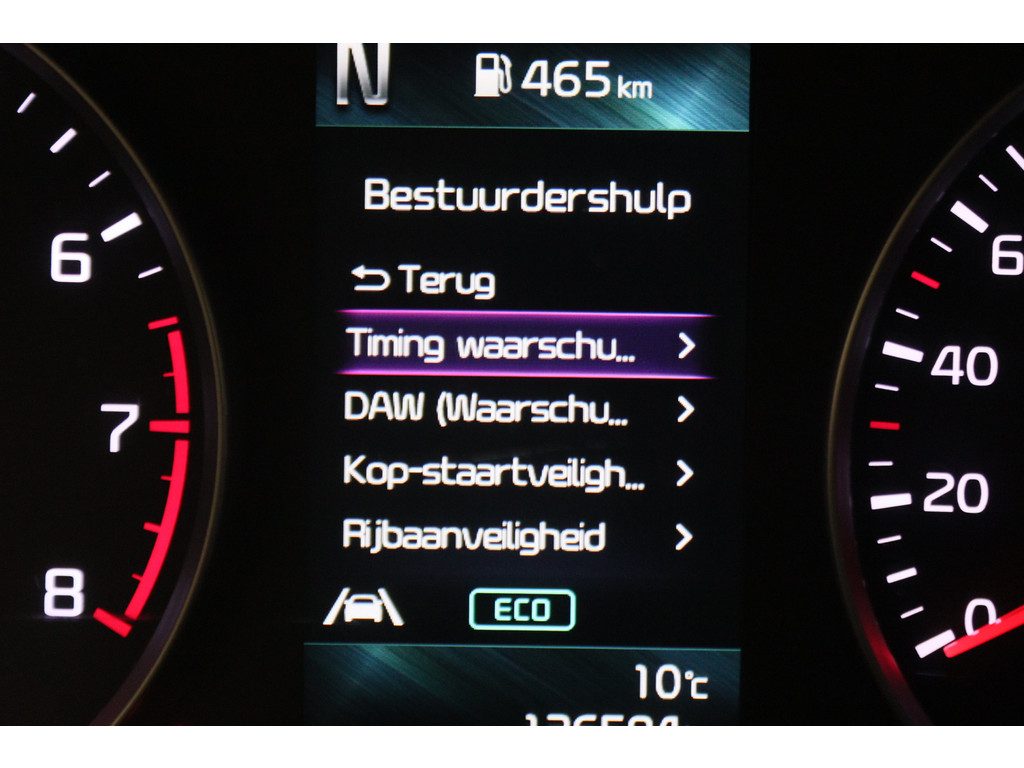 N 465 km
Bestuurdershulp
Terug
Timing waarschu...
DAW (Waarschu...
Kop-staartveiligh...
Rijbaanveiligheid
ECO
10°C
6
7
8
6
40
20
0